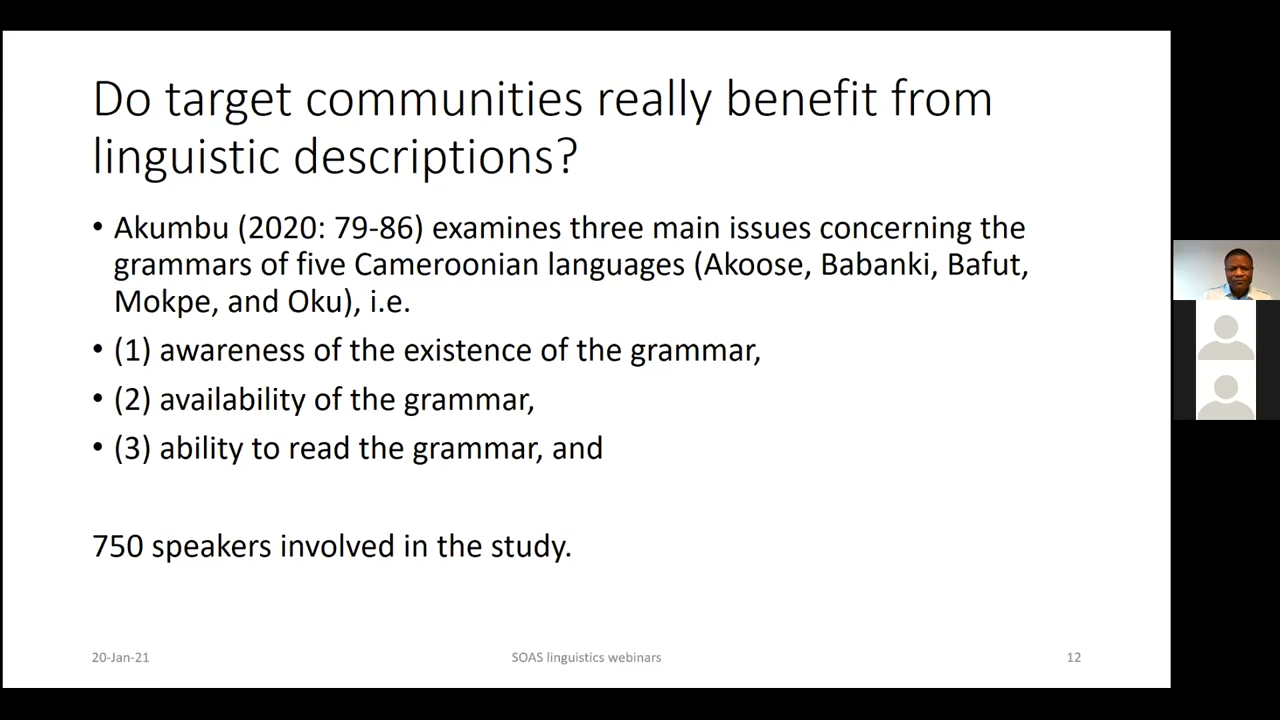 Do target communities really benefit from
linguistic descriptions?
• Akumbu (2020: 79-86) examines three main issues concerning the
grammars of five Cameroonian languages (Akoose, Babanki, Bafut,
Mokpe, and Oku), i.e.
• (1) awareness of the existence of the grammar,
• (2) availability of the grammar,
• (3) ability to read the grammar, and
750 speakers involved in the study.
20-Jan-21
SOAS linguistics webinars
12